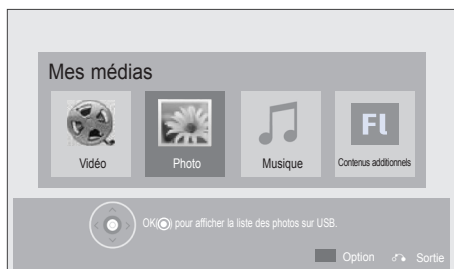 Mes médias
FL
Vidéo Photo Musique Contenus additionnels
OK(◉) pour afficher la liste des photos sur USB.
Option Sortie